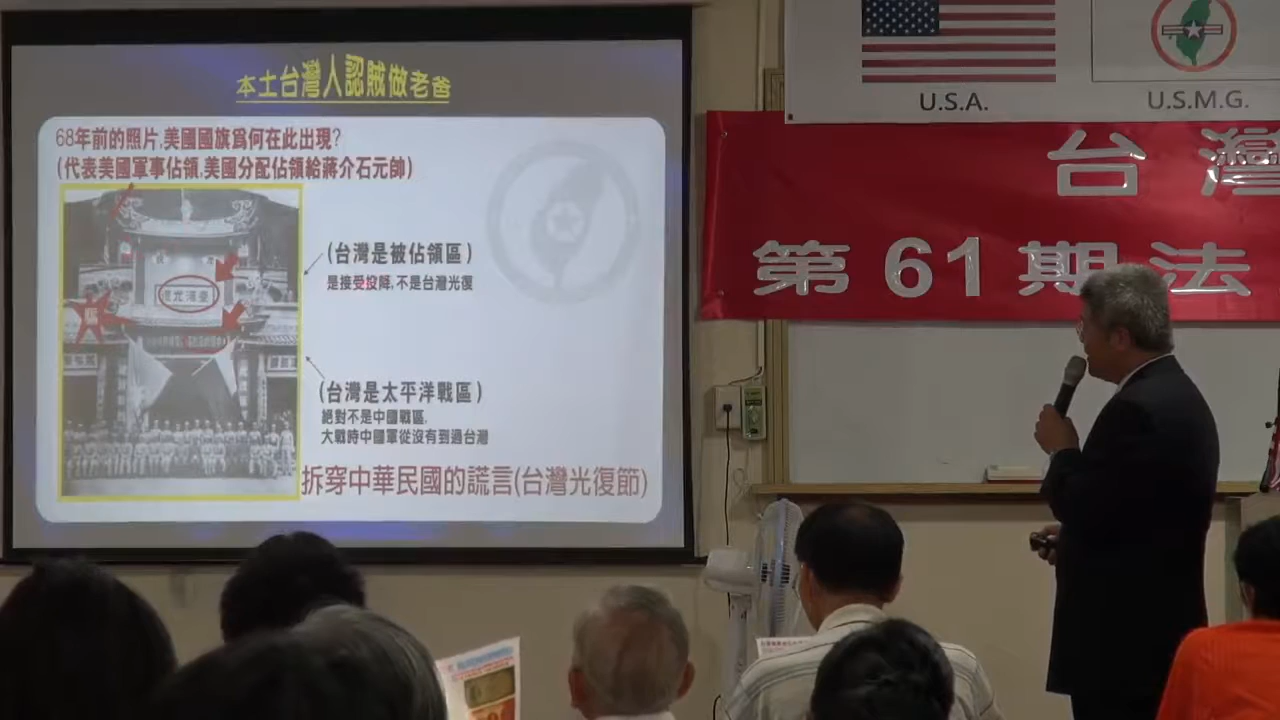 本土台灣人認賊做老爸
68年前的照片,美國國旗爲何在此出現?
(代表美國軍事佔領,美國分配佔領給蔣介石元帥)
(台灣是被佔領區)
是接受投降,不是台灣光復
(台灣是太平洋戰區)
絕對不是中國戰區,
大戰時中國軍從沒有到過台灣
拆穿中華民國的謊言(台灣光復節)
U.S.A.
U.S.M.G.
台灣
第61期法